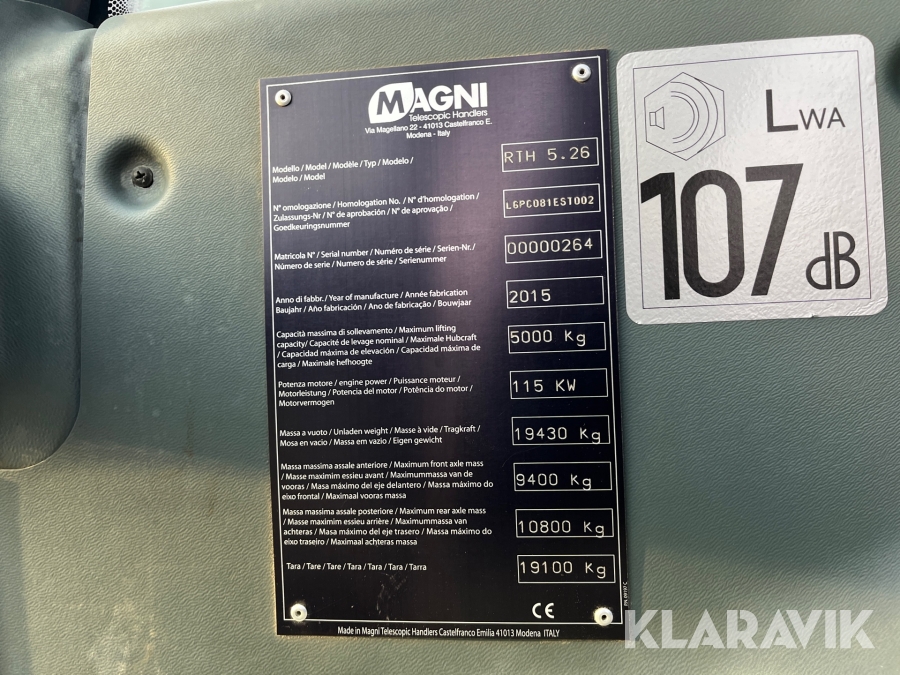 MAGNI
Telescopic Handlers
Via Magellano 22 - 41013 Castelfranco E.
Modena - Italy
Modello / Model / Modèle / Typ / Modelo /
Modelo / Model
RTH 5.26
N° omologazione / Homologation No. / N° d'homologation /
Zulassungs-Nr / N° de aprobación / N° de aprovação /
Goedkeuringsnummer
L6PC081EST002
Matricola N° / Serial number / Numéro de série / Serien-Nr. /
Número de serie / Numero de série / Serienummer
00000264
Anno di fabbr. / Year of manufacture / Année fabrication
Baujahr / Año fabricación / Ano de fabricação / Bouwjaar
2015
Capacità massima di sollevamento / Maximum lifting
capacity/ Capacité de levage nominal / Maximale Hubcraft
/ Capacidad máxima de elevación / Capacidad máxima de
carga / Maximale hefhoogte
5000 Kg
Potenza motore / engine power / Puissance moteur /
Motorleistung / Potencia del motor / Potência do motor /
Motorvermogen
115 KW
Massa a vuoto / Unladen weight / Masse à vide / Tragkraft /
Mosa en vacio / Massa em vazio / Eigen gewicht
19430 Kg
Massa massima assale anteriore / Maximum front axle mass
/ Masse maximim essieu avant / Maximummassa van de
vooras / Masa máximo del eje delantero / Massa máximo do
eixo frontal / Maximaal vooras massa
9400 Kg
Massa massima assale posteriore / Maximum rear axle mass
/ Masse maximim essieu arrière / Maximummassa van
achteras / Masa máximo del eje trasero / Massa máximo do
eixo traseiro / Maximaal achteras massa
10800 Kg
Tara / Tare / Tare / Tara / Tara / Tara / Tarra
19100 Kg
CE
Made in Magni Telescopic Handlers Castelfranco Emilia 41013 Modena ITALY
LWA
107
dB
KLARAVIK